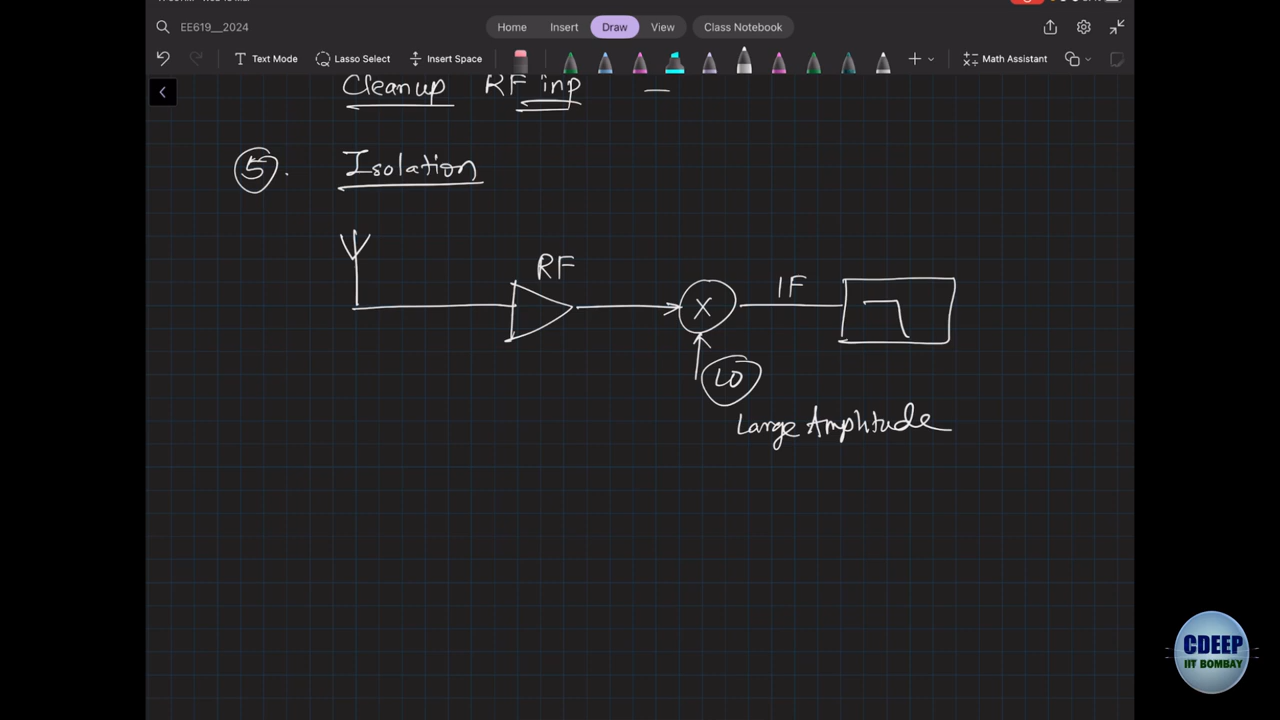 EE619__2024
Home Insert Draw View Class Notebook
Text Mode Lasso Select Insert Space Math Assistant
Cleanup RF inp —
5. Isolation
RF
IF
X
LO
Large Amplitude
CDEEP
IIT BOMBAY